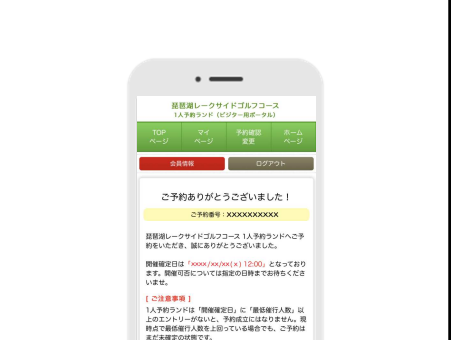 琵琶湖レークサイドゴルフコース
1人予約ランド（ビジター用ポータル）
TOP
ページ
マイ
ページ
予約確認
変更
ホーム
ページ
会員情報
ログアウト
ご予約ありがとうございました！
ご予約番号：XXXXXXXXXX
琵琶湖レークサイドゴルフコース 1人予約ランドへご予
約をいただき、誠にありがとうございました。
開催確定日は「xxxx/xx/xx( x ) 12:00」となっており
ます。開催可否については指定の日時までお待ちくださ
いませ。
[ ご注意事項 ]
1人予約ランドは「開催確定日」に「最低催行人数」以
上のエントリーがないと、予約成立にはなりません。現
時点で最低催行人数を上回っている場合でも、ご予約は
まだ未確定の状態です。